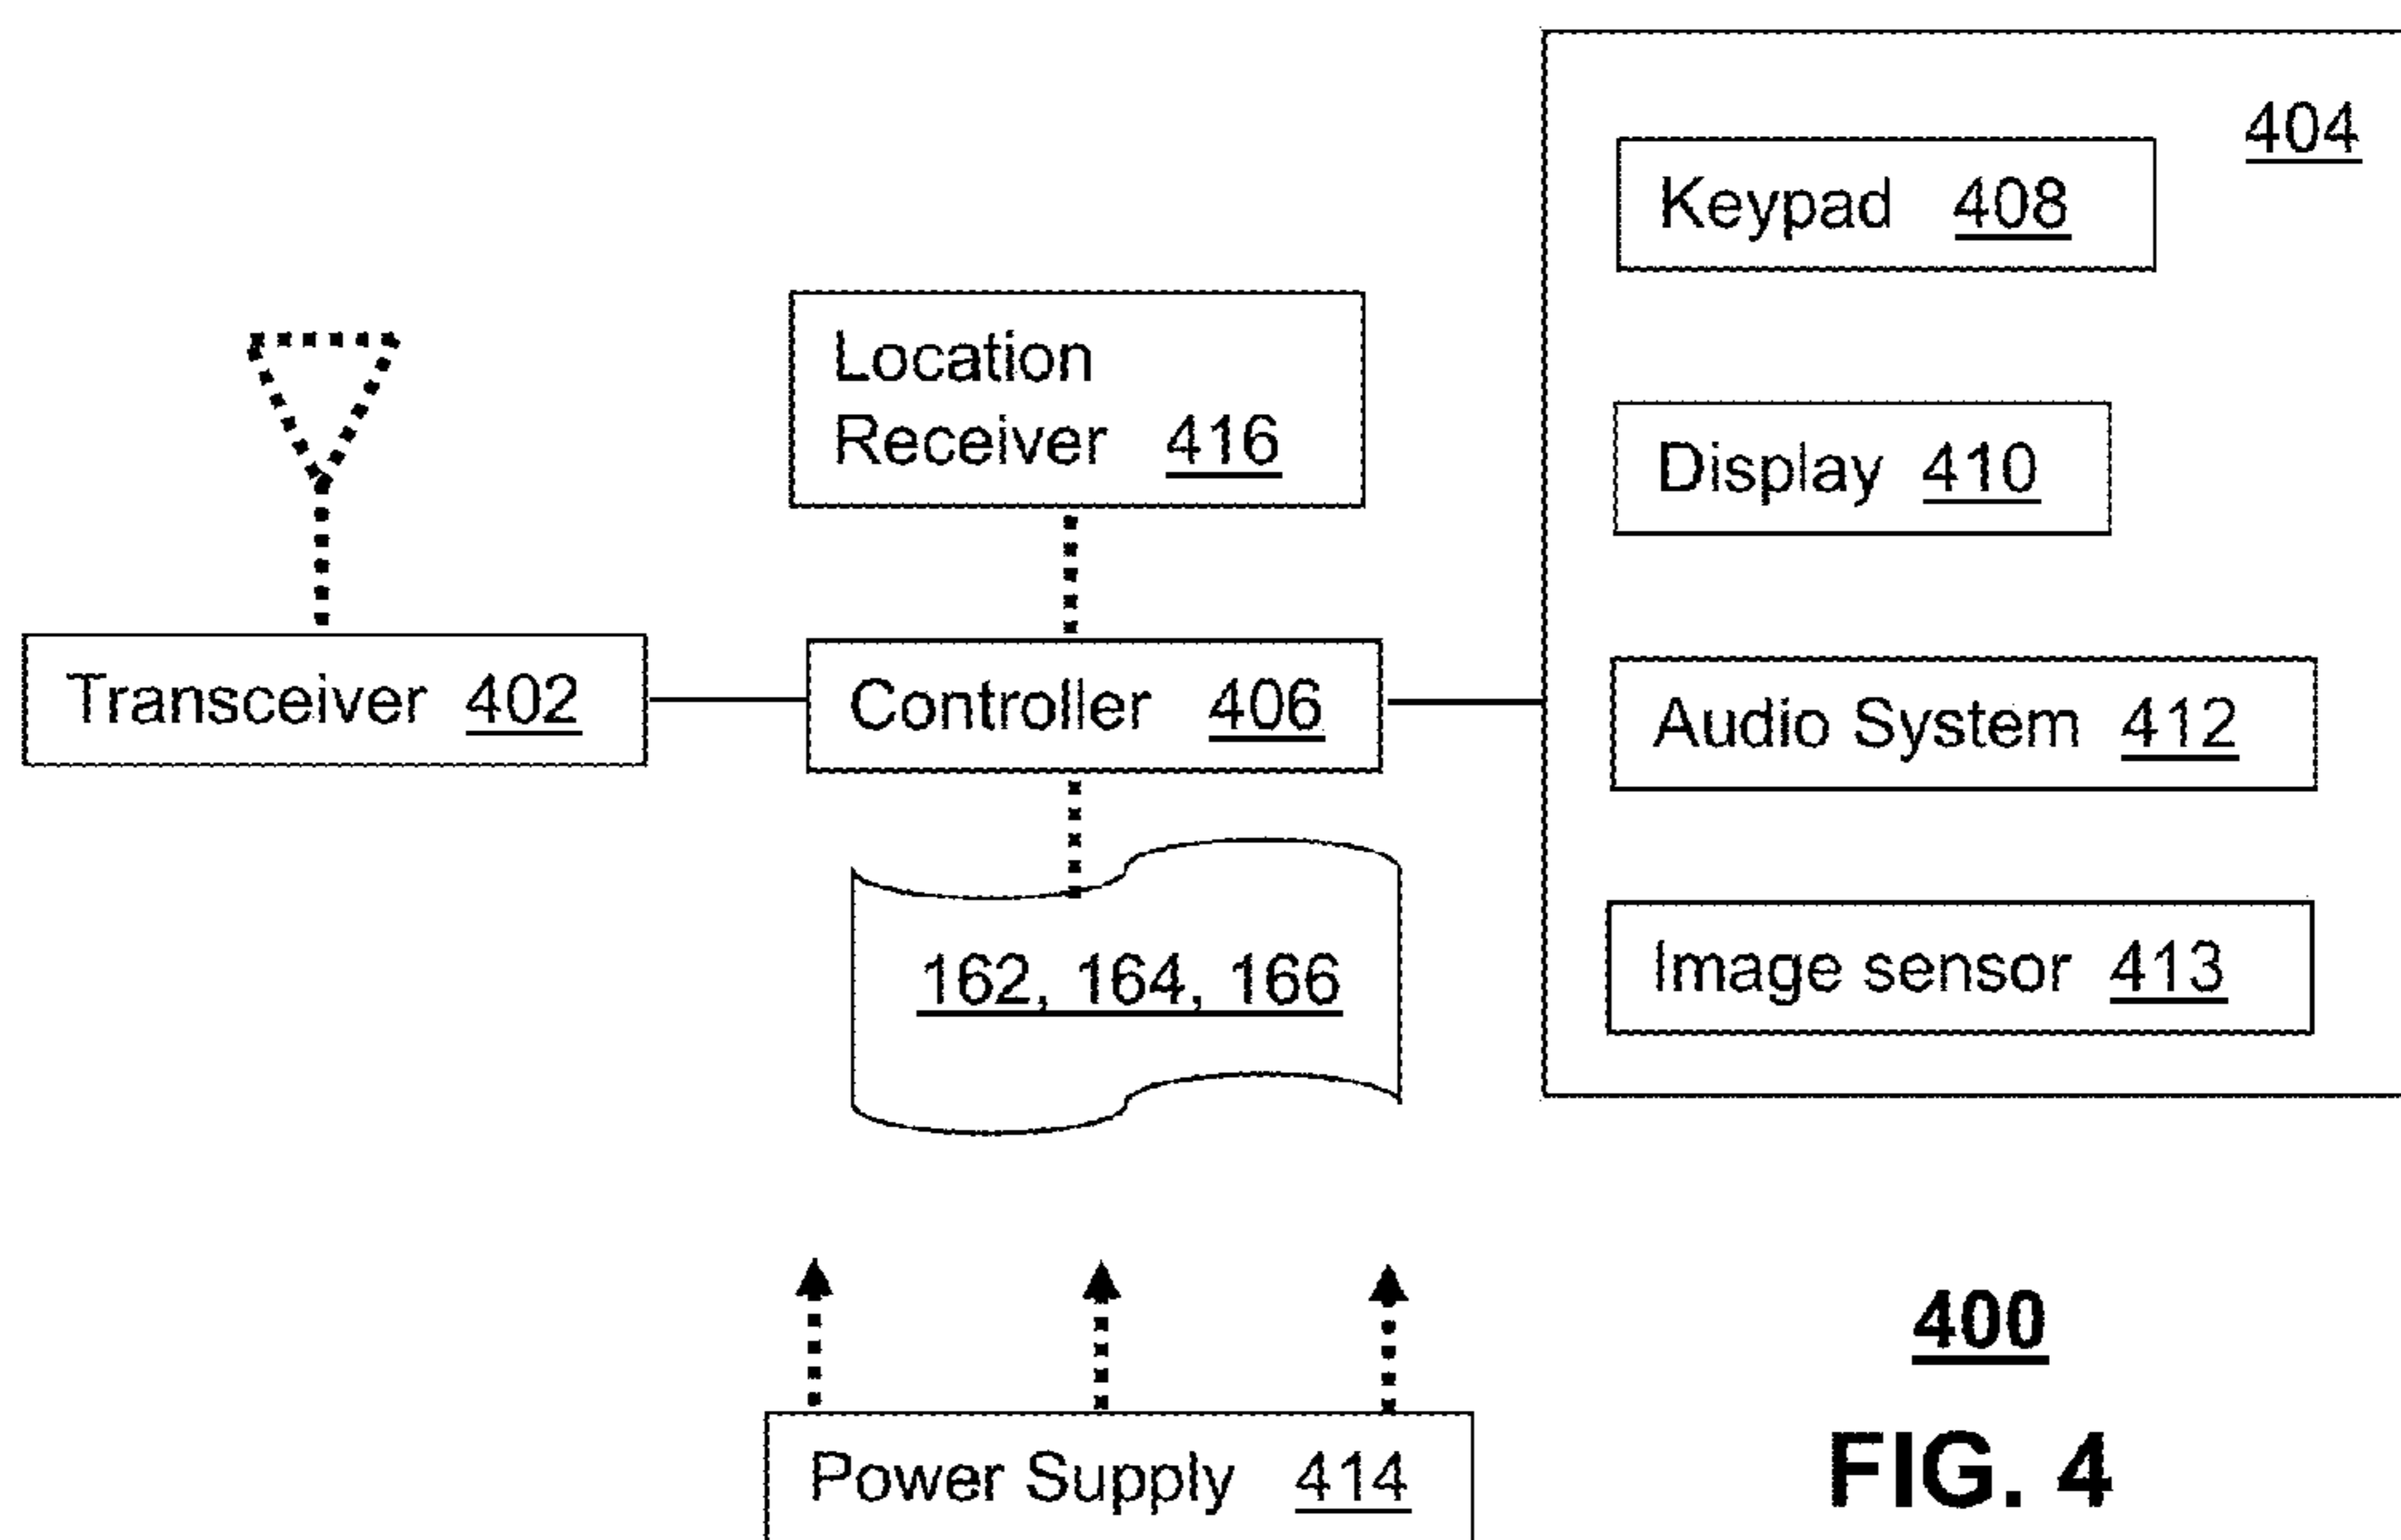 404
Keypad 408
Location
Receiver 416
Display 410
Transceiver 402
Controller 406
Audio System 412
162, 164, 166
Image sensor 413
400
Power Supply 414
FIG. 4